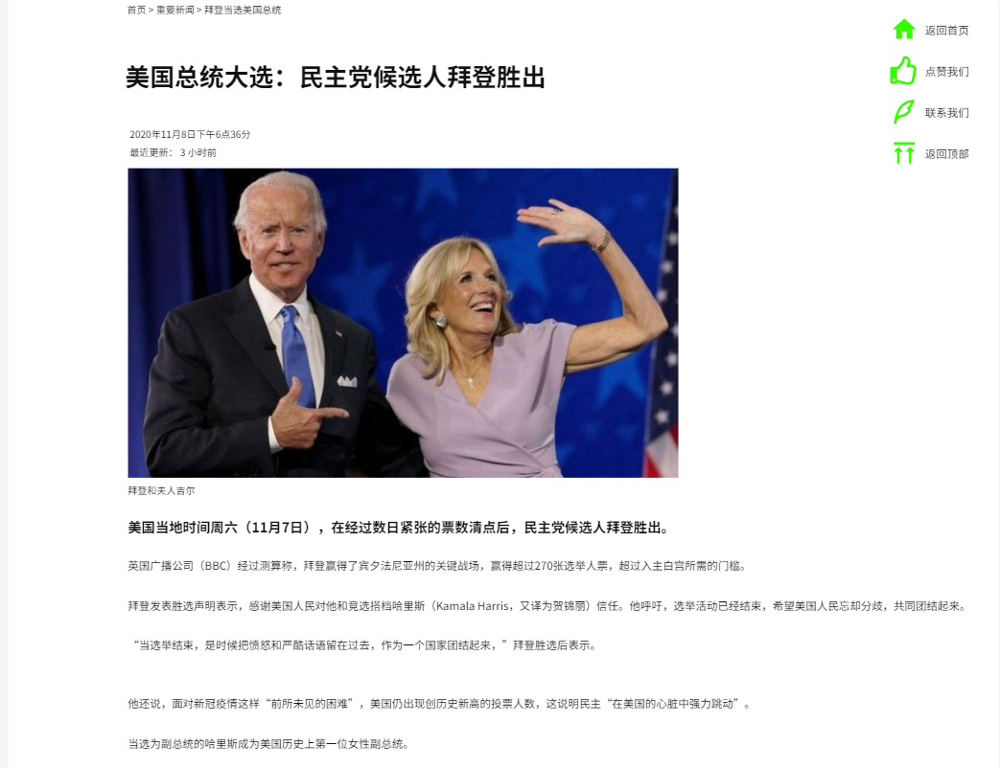 首页 > 重要新闻 > 拜登当选美国总统
返回首页
点赞我们
联系我们
返回顶部
美国总统大选：民主党候选人拜登胜出
2020年11月8日下午6点36分
最近更新： 3 小时前
拜登和夫人吉尔
美国当地时间周六（11月7日），在经过数日紧张的票数清点后，民主党候选人拜登胜出。
英国广播公司（BBC）经过测算称，拜登赢得了宾夕法尼亚州的关键战场，赢得超过270张选举人票，超过入主白宫所需的门槛。
拜登发表胜选声明表示，感谢美国人民对他和竞选搭档哈里斯（Kamala Harris，又译为贺锦丽）信任。他呼吁，选举活动已经结束，希望美国人民忘却分歧，共同团结起来。
“当选举结束，是时候把愤怒和严酷话语留在过去，作为一个国家团结起来，”拜登胜选后表示。
他还说，面对新冠疫情这样“前所未见的困难”，美国仍出现创历史新高的投票人数，这说明民主“在美国的心脏中强力跳动”。
当选为副总统的哈里斯成为美国历史上第一位女性副总统。